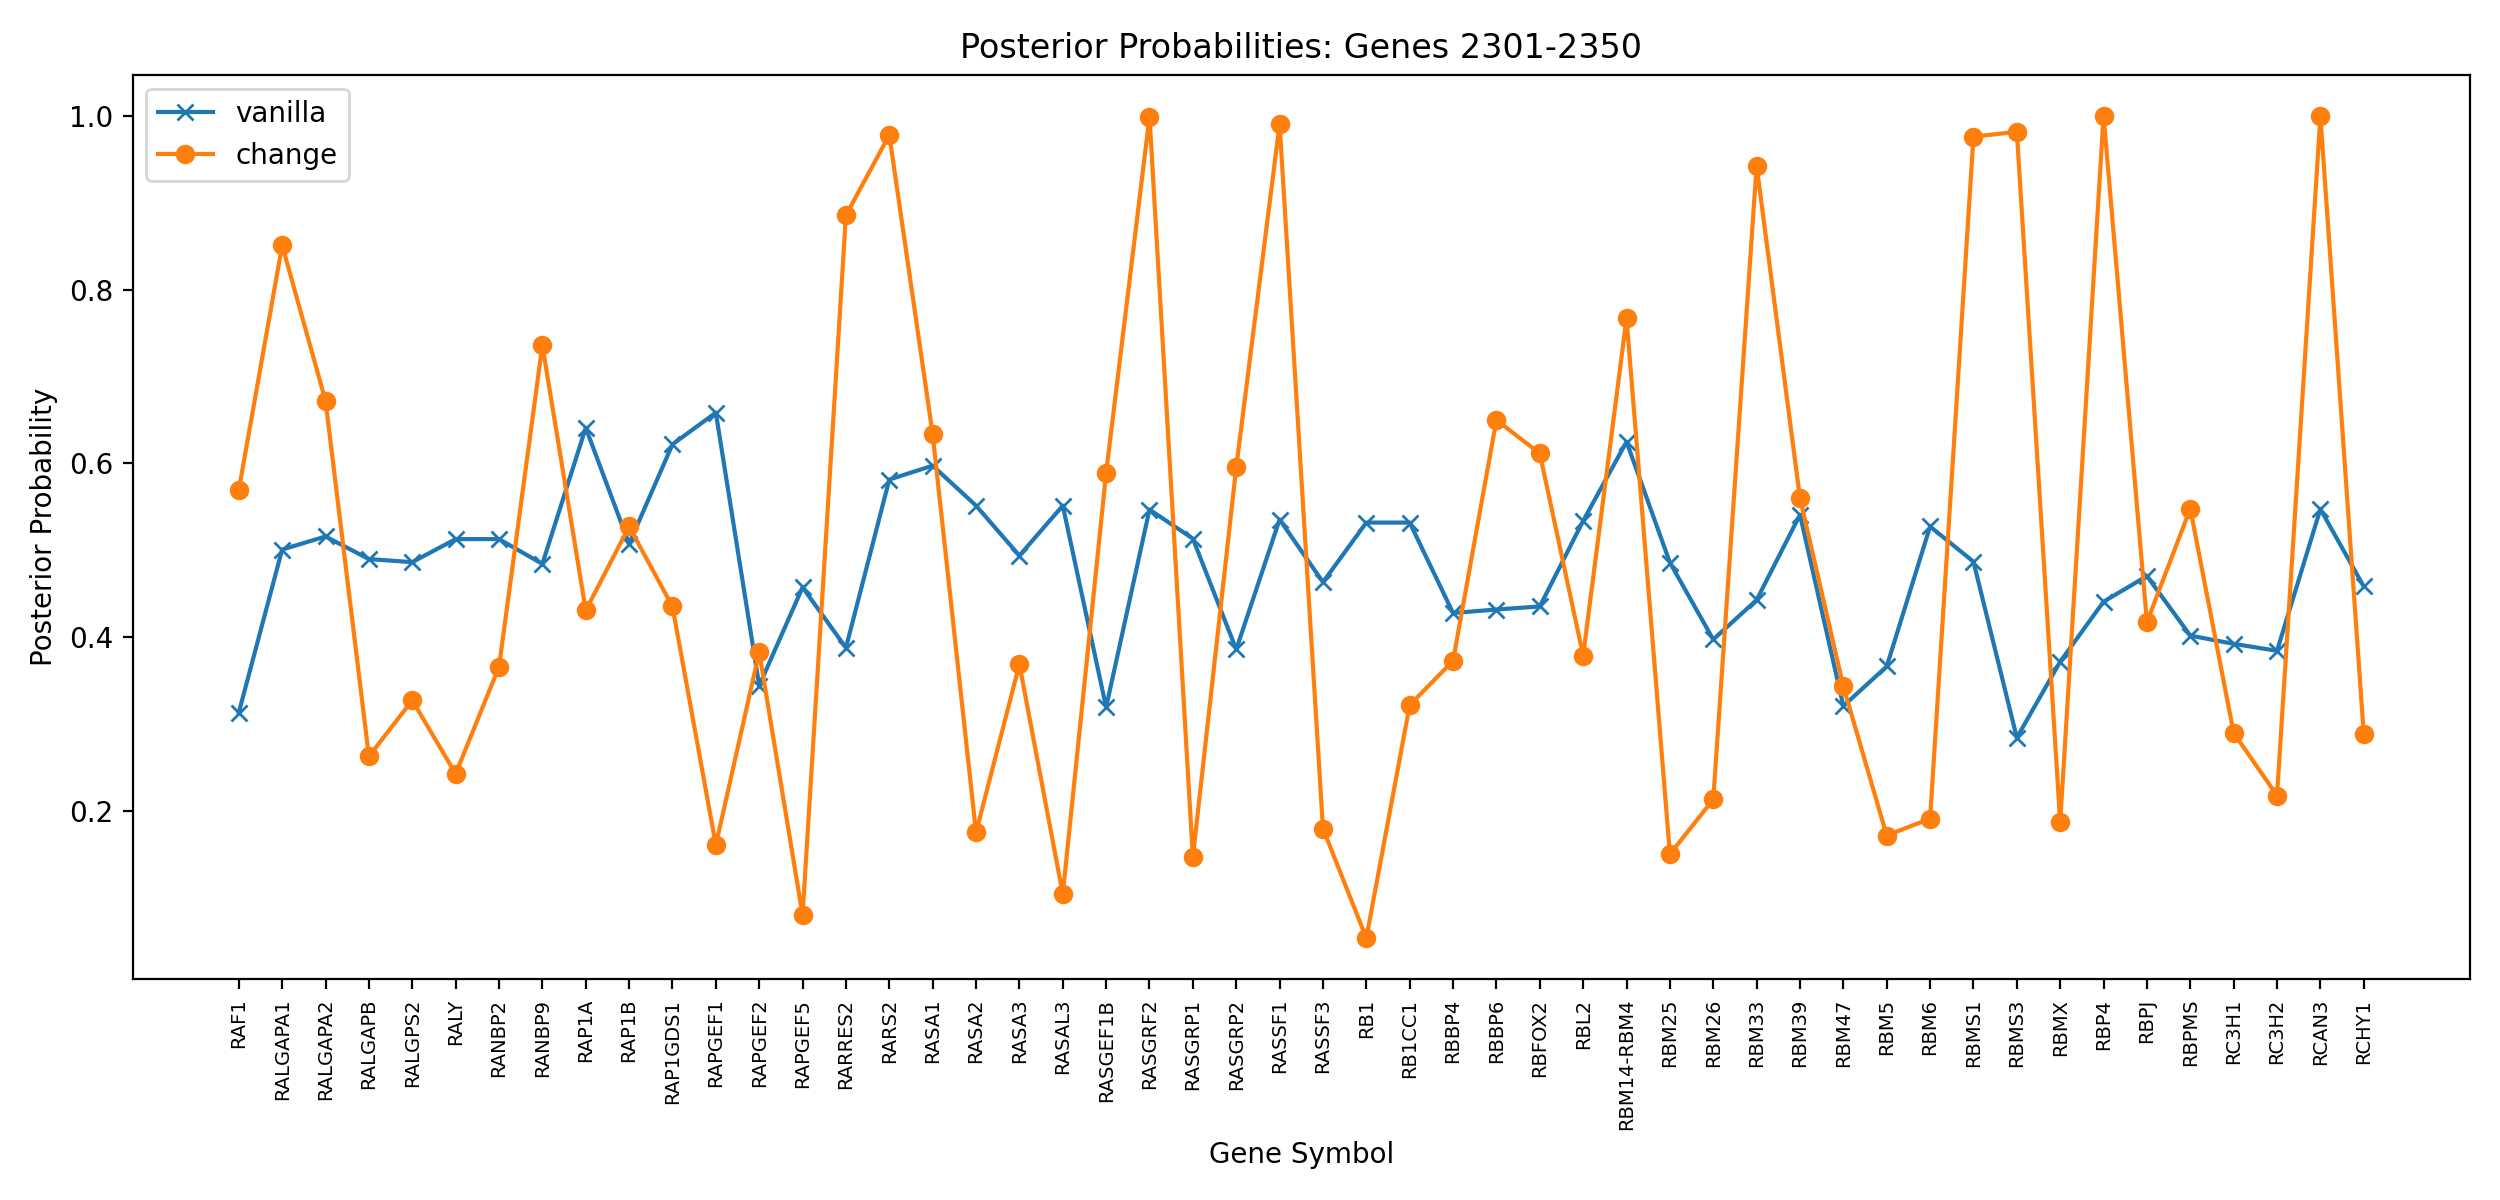 Posterior Probabilities: Genes 2301-2350
vanilla
change
Posterior Probability
1.0
0.8
0.6
0.4
0.2
RAF1
RALGAPA1
RALGAPA2
RALGAPB
RALGPS2
RALY
RANBP2
RANBP9
RAP1A
RAP1B
RAP1GDS1
RAPGEF1
RAPGEF2
RAPGEF5
RARRES2
RARS2
RASA1
RASA2
RASA3
RASAL3
RASGEF1B
RASGRF2
RASGRP1
RASGRP2
RASSF1
RASSF3
RB1
RB1CC1
RBBP4
RBBP6
RBFOX2
RBL2
RBM14-RBM4
RBM25
RBM26
RBM33
RBM39
RBM47
RBM5
RBM6
RBMS1
RBMS3
RBMX
RBP4
RBPJ
RBPMS
RC3H1
RC3H2
RCAN3
RCHY1
Gene Symbol